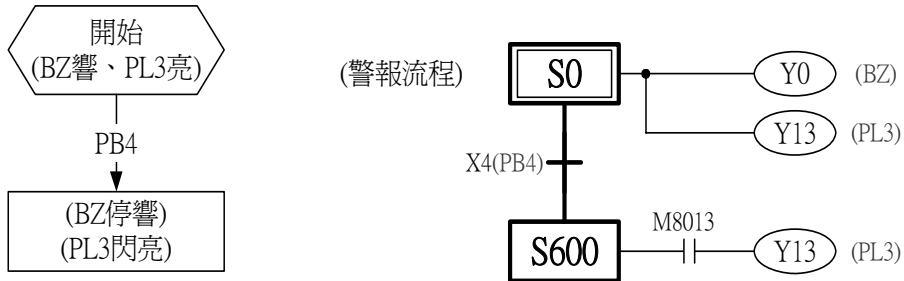 開始
(BZ響、PL3亮)
PB4
(BZ停響)
(PL3閃亮)
(警報流程)
S0
Y0
(BZ)
Y13
(PL3)
X4(PB4)
S600
M8013
Y13
(PL3)